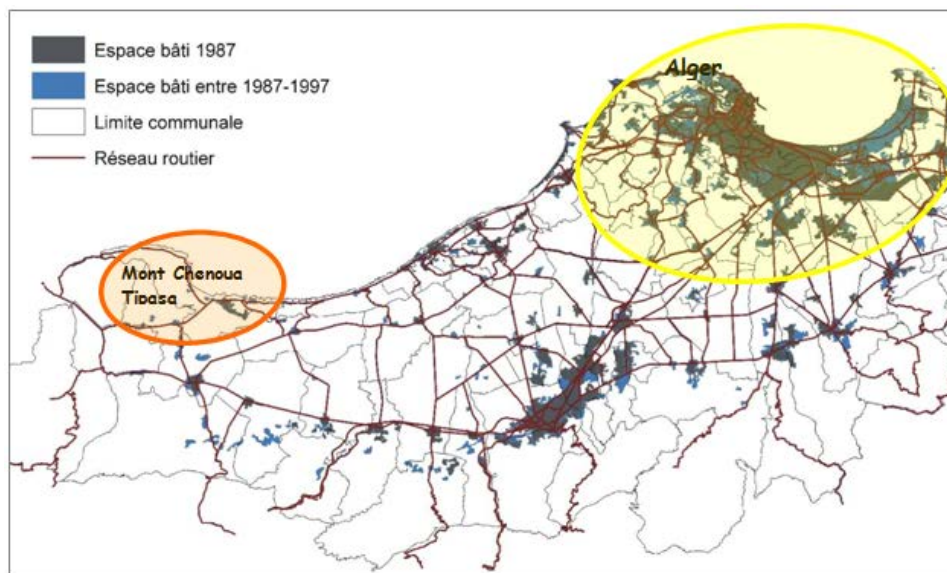 Espace bâti 1987
Espace bâti entre 1987-1997
Limite communale
Réseau routier
Alger
Mont Chenoua
Tipasa